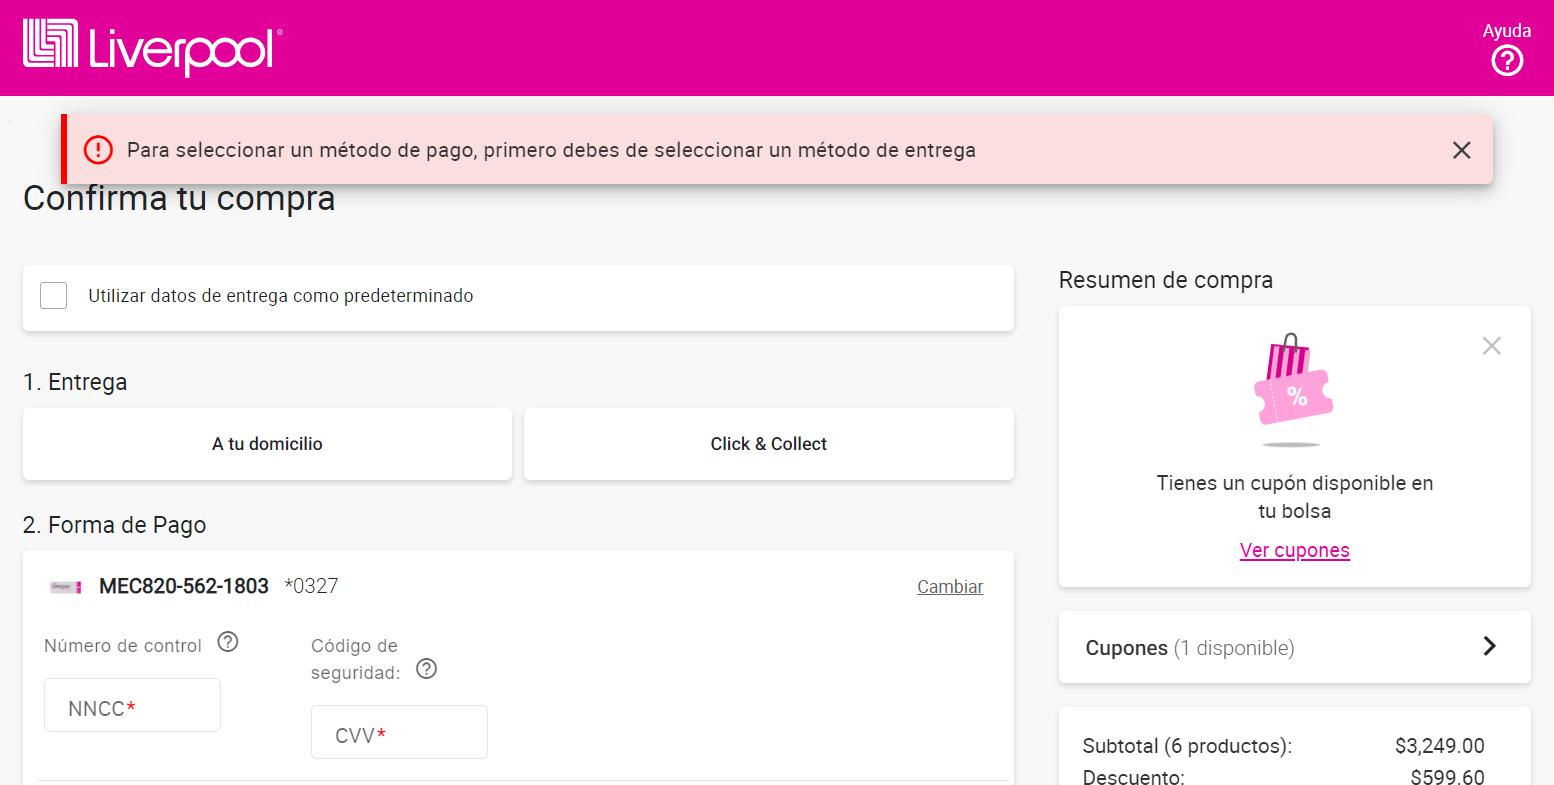 Liverpool®
Ayuda
Para seleccionar un método de pago, primero debes de seleccionar un método de entrega
Confirma tu compra
Utilizar datos de entrega como predeterminado
1. Entrega
A tu domicilio
Click & Collect
2. Forma de Pago
MEC820-562-1803 *0327
Cambiar
Número de control
Código de
seguridad:
NNCC*
CVV*
Resumen de compra
%
Tienes un cupón disponible en
tu bolsa
Ver cupones
Cupones (1 disponible)
Subtotal (6 productos): $3,249.00
Descuento: $599.60